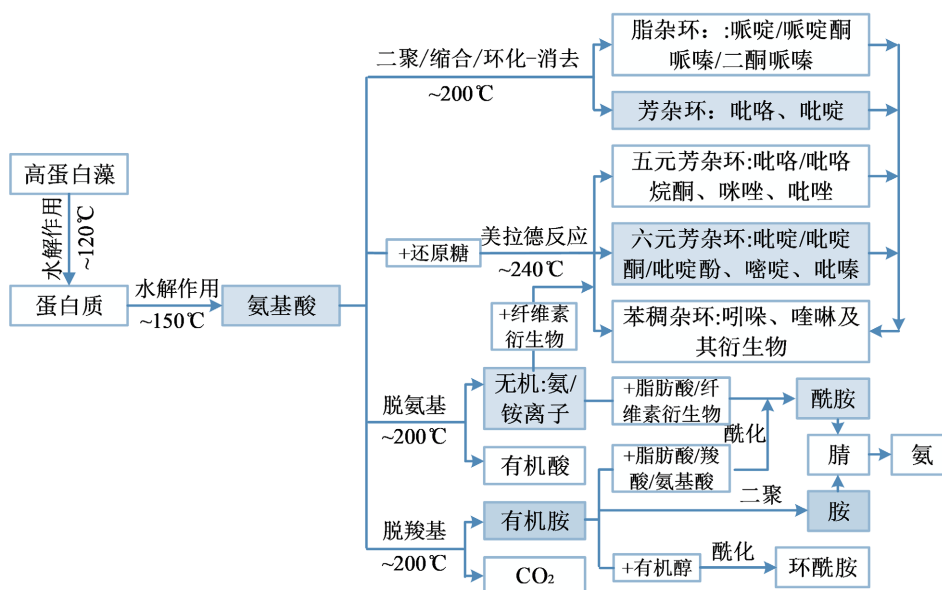 高蛋白藻
水解作用
~120℃
蛋白质
水解作用
~150℃
氨基酸
二聚/缩合/环化-消去
~200℃
脂杂环：:哌啶/哌啶酮
哌嗪/二酮哌嗪
芳杂环：吡咯、吡啶
+还原糖
美拉德反应
~240℃
五元芳杂环:吡咯/吡咯
烷酮、咪唑、吡唑
六元芳杂环:吡啶/吡啶
酮/吡啶酚、嘧啶、吡嗪
苯稠杂环:吲哚、喹啉及
其衍生物
+纤维素
衍生物
脱氨基
~200℃
无机:氨/
铵离子
有机酸
+脂肪酸/纤
维素衍生物
酰化
酰胺
+脂肪酸/羧
酸/氨基酸
腈
氨
脱羧基
~200℃
有机胺
CO₂
二聚
胺
+有机醇
酰化
环酰胺